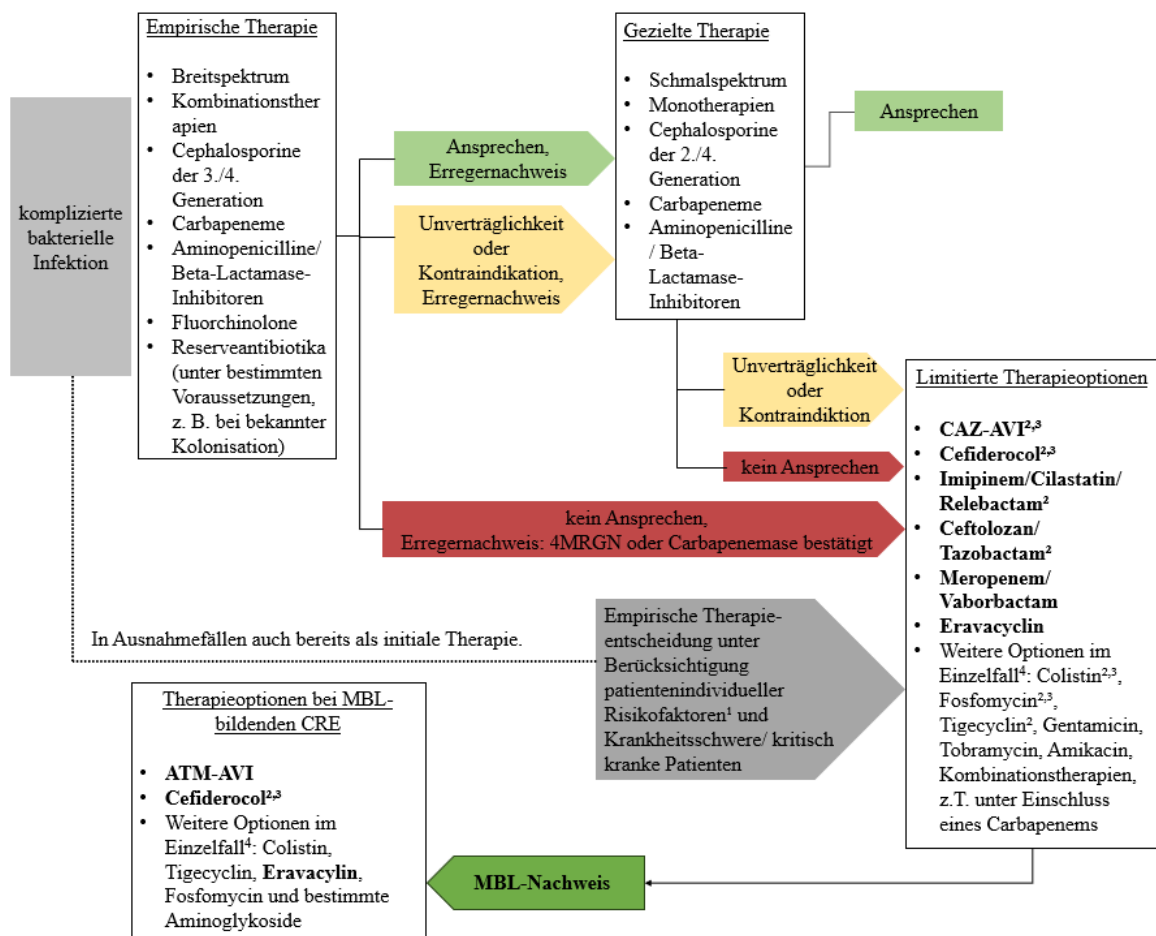 komplizierte
bakterielle
Infektion
Empirische Therapie
• Breitspektrum
• Kombinationsther
apien
• Cephalosporine
der 3./4.
Generation
• Carbapeneme
• Aminopenicilline/
Beta-Lactamase-
Inhibitoren
• Fluorchinolone
• Reserveantibiotika
(unter bestimmten
Voraussetzungen,
z. B. bei bekannter
Kolonisation)
Ansprechen,
Erregernachweis
Unverträglichkeit
oder
Kontraindikation,
Erregernachweis
Gezielte Therapie
• Schmalspektrum
• Monotherapien
• Cephalosporine
der 2./4.
Generation
• Carbapeneme
• Aminopenicilline
/ Beta-
Lactamase-
Inhibitoren
Ansprechen
Unverträglichkeit
oder
Kontraindiktion
kein Ansprechen
kein Ansprechen,
Erregernachweis: 4MRGN oder Carbapenemase bestätigt
In Ausnahmefällen auch bereits als initiale Therapie.
Empirische Therapie-
entscheidung unter
Berücksichtigung
patientenindividueller
Risikofaktoren¹ und
Krankheitsschwere/ kritisch
kranke Patienten
Limitierte Therapieoptionen
• CAZ-AVI²,³
• Cefiderocol²,³
• Imipinem/Cilastatin/
Relebactam²
• Ceftolozan/
Tazobactam²
• Meropenem/
Vaborbactam
• Eravacyclin
• Weitere Optionen im
Einzelfall⁴: Colistin²,³,
Fosfomycin²,³,
Tigecyclin², Gentamicin,
Tobramycin, Amikacin,
Kombinationstherapien,
z.T. unter Einschluss
eines Carbapenems
MBL-Nachweis
Therapieoptionen bei MBL-
bildenden CRE
• ATM-AVI
• Cefiderocol²,³
• Weitere Optionen im
Einzelfall⁴: Colistin,
Tigecyclin, Eravacylin,
Fosfomycin und bestimmte
Aminoglykoside